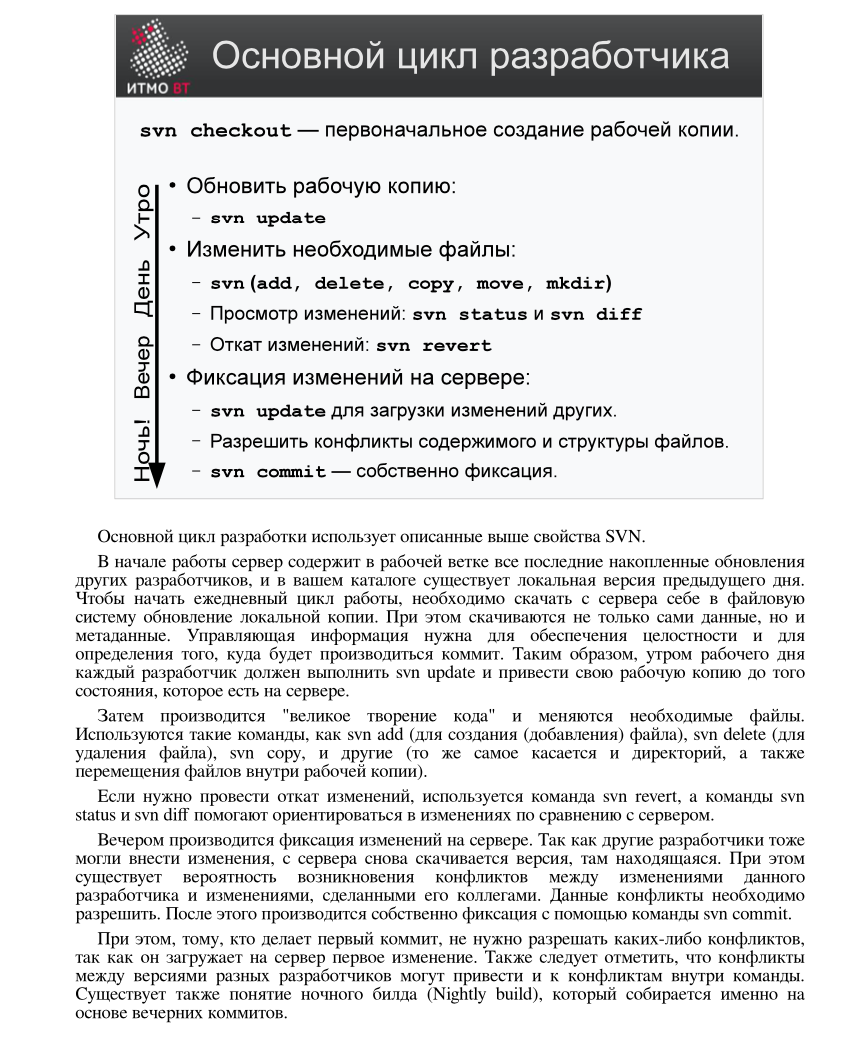 ИТМО ВТ
Основной цикл разработчика
svn checkout — первоначальное создание рабочей копии.
Утро
День
Вечер
Ночь!
• Обновить рабочую копию:
– svn update
• Изменить необходимые файлы:
– svn (add, delete, copy, move, mkdir)
– Просмотр изменений: svn status и svn diff
– Откат изменений: svn revert
• Фиксация изменений на сервере:
– svn update для загрузки изменений других.
– Разрешить конфликты содержимого и структуры файлов.
– svn commit — собственно фиксация.
Основной цикл разработки использует описанные выше свойства SVN.
В начале работы сервер содержит в рабочей ветке все последние накопленные обновления
других разработчиков, и в вашем каталоге существует локальная версия предыдущего дня.
Чтобы начать ежедневный цикл работы, необходимо скачать с сервера себе в файловую
систему обновление локальной копии. При этом скачиваются не только сами данные, но и
метаданные. Управляющая информация нужна для обеспечения целостности и для
определения того, куда будет производиться коммит. Таким образом, утром рабочего дня
каждый разработчик должен выполнить svn update и привести свою рабочую копию до того
состояния, которое есть на сервере.
Затем производится "великое творение кода" и меняются необходимые файлы.
Используются такие команды, как svn add (для создания (добавления) файла), svn delete (для
удаления файла), svn copy, и другие (то же самое касается и директорий, а также
перемещения файлов внутри рабочей копии).
Если нужно провести откат изменений, используется команда svn revert, а команды svn
status и svn diff помогают ориентироваться в изменениях по сравнению с сервером.
Вечером производится фиксация изменений на сервере. Так как другие разработчики тоже
могли внести изменения, с сервера снова скачивается версия, там находящаяся. При этом
существует вероятность возникновения конфликтов между изменениями данного
разработчика и изменениями, сделанными его коллегами. Данные конфликты необходимо
разрешить. После этого производится собственно фиксация с помощью команды svn commit.
При этом, тому, кто делает первый коммит, не нужно разрешать каких-либо конфликтов,
так как он загружает на сервер первое изменение. Также следует отметить, что конфликты
между версиями разных разработчиков могут привести и к конфликтам внутри команды.
Существует также понятие ночного билда (Nightly build), который собирается именно на
основе вечерних коммитов.